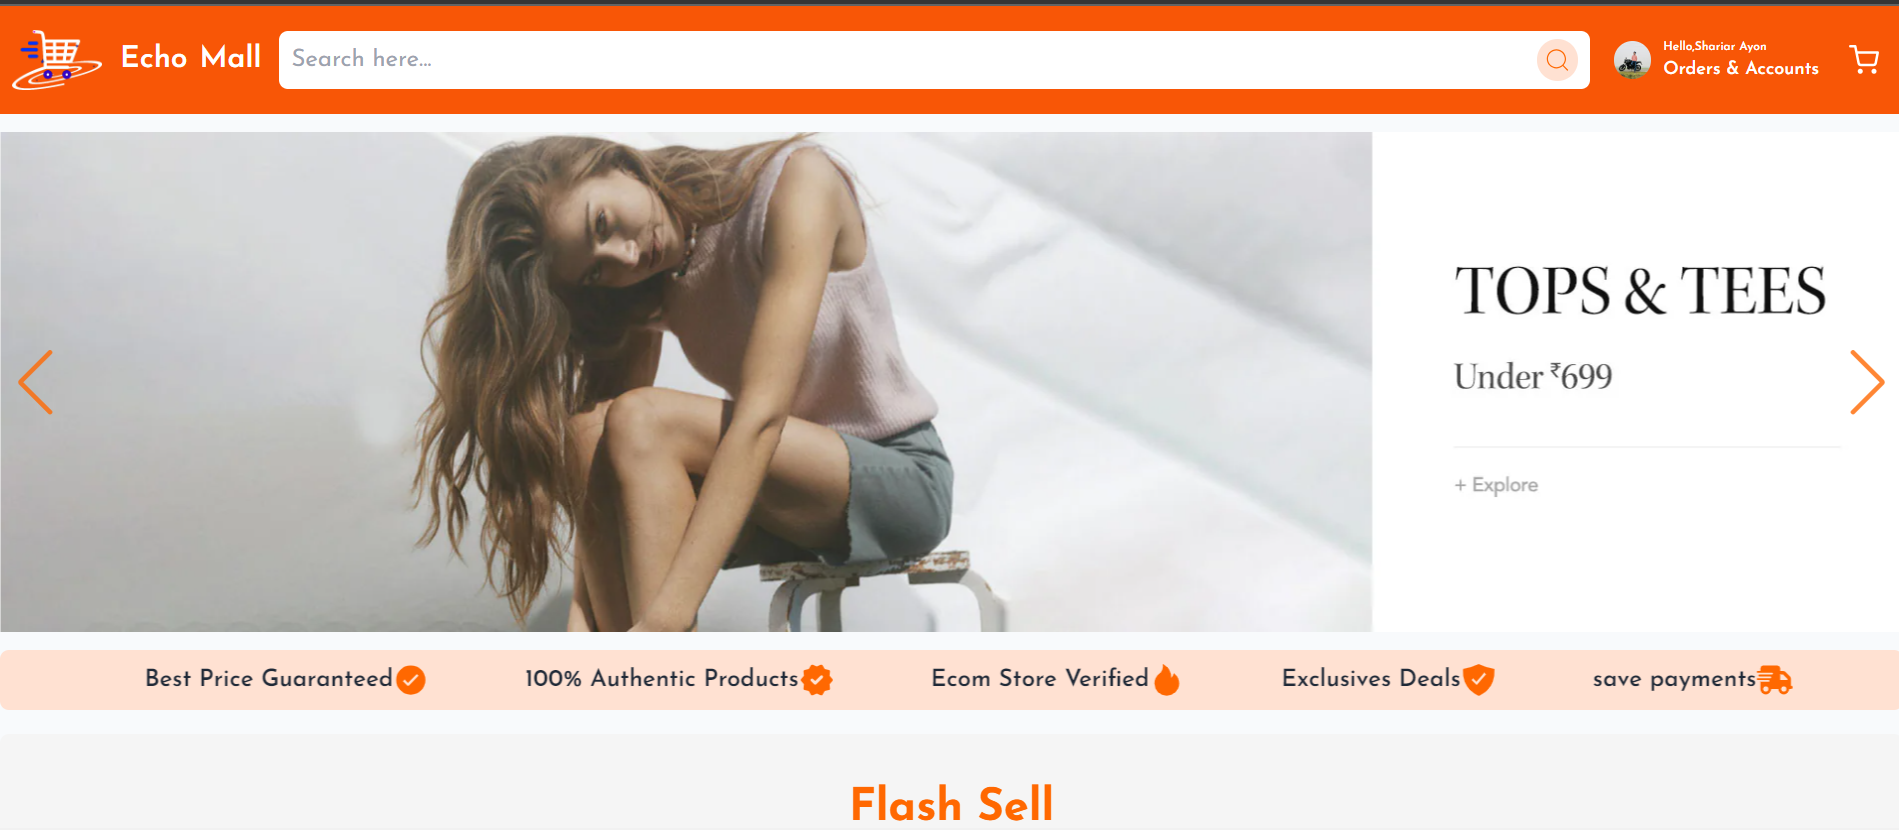 Echo Mall
Search here...
Hello,Shariar Ayon
Orders & Accounts
TOPS & TEES
Under ₹699
+ Explore
Best Price Guaranteed
100% Authentic Products
Ecom Store Verified
Exclusives Deals
save payments
Flash Sell